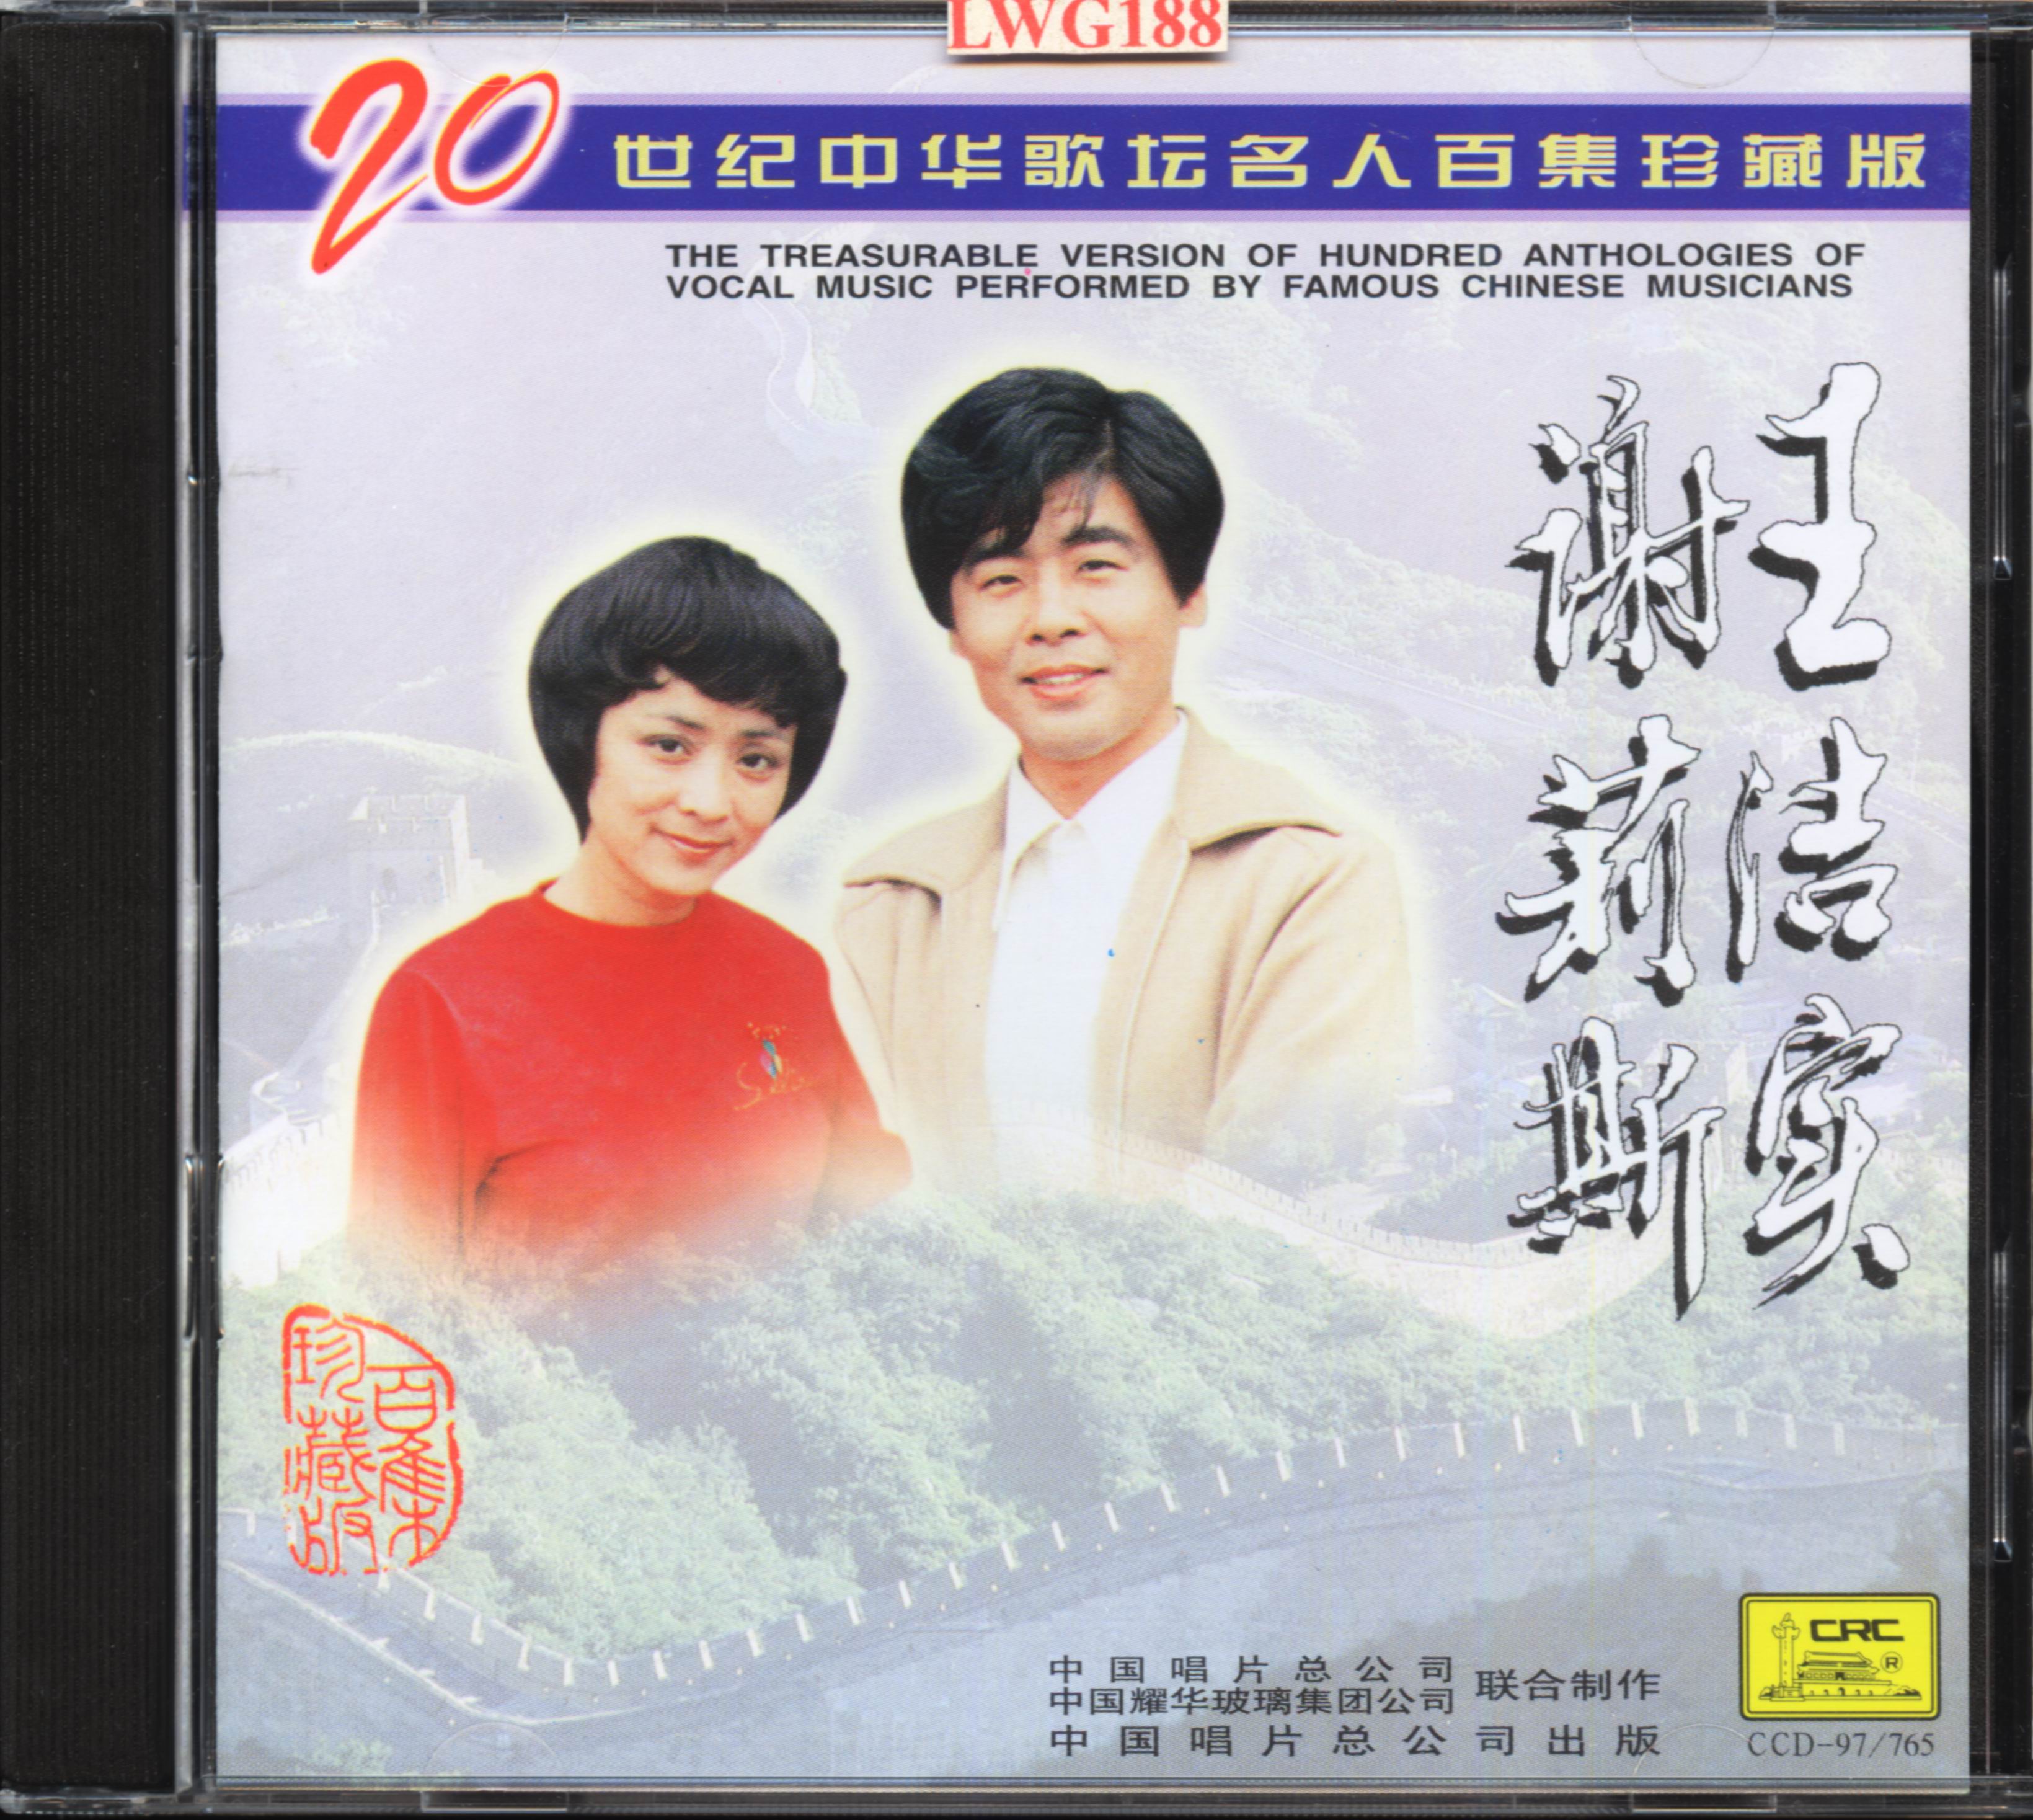 LWG188
20世纪中华歌坛名人百集珍藏版
THE TREASURABLE VERSION OF HUNDRED ANTHOLOGIES OF
VOCAL MUSIC PERFORMED BY FAMOUS CHINESE MUSICIANS
王洁实
谢莉斯
百集
珍藏版
中国唱片总公司
中国耀华玻璃集团公司
联合制作
中国唱片总公司出版
CRC
®
CCD-97/765